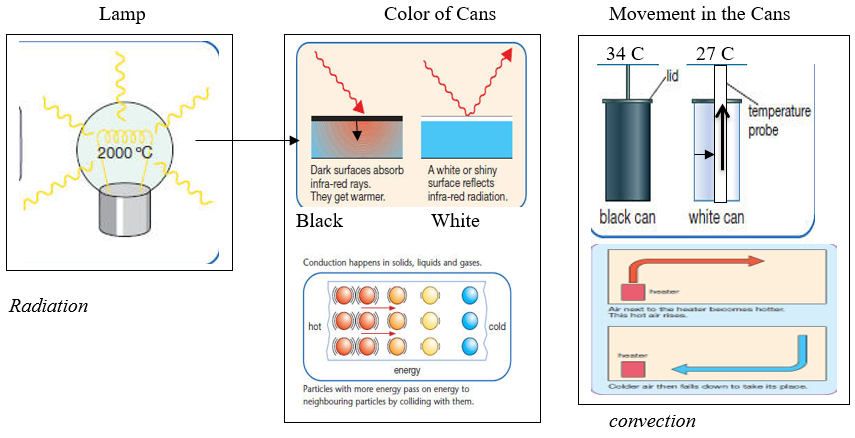 Lamp
Color of Cans
Movement in the Cans
2000 °C
Radiation
Dark surfaces absorb
infra-red rays.
They get warmer.
A white or shiny
surface reflects
infra-red radiation.
Black
White
Conduction happens in solids, liquids and gases.
hot
cold
energy
Particles with more energy pass on energy to
neighbouring particles by colliding with them.
34 C
27 C
lid
temperature
probe
black can
white can
heater
Air next to the heater becomes hotter.
This hot air rises.
heater
Colder air then falls down to take its place.
convection